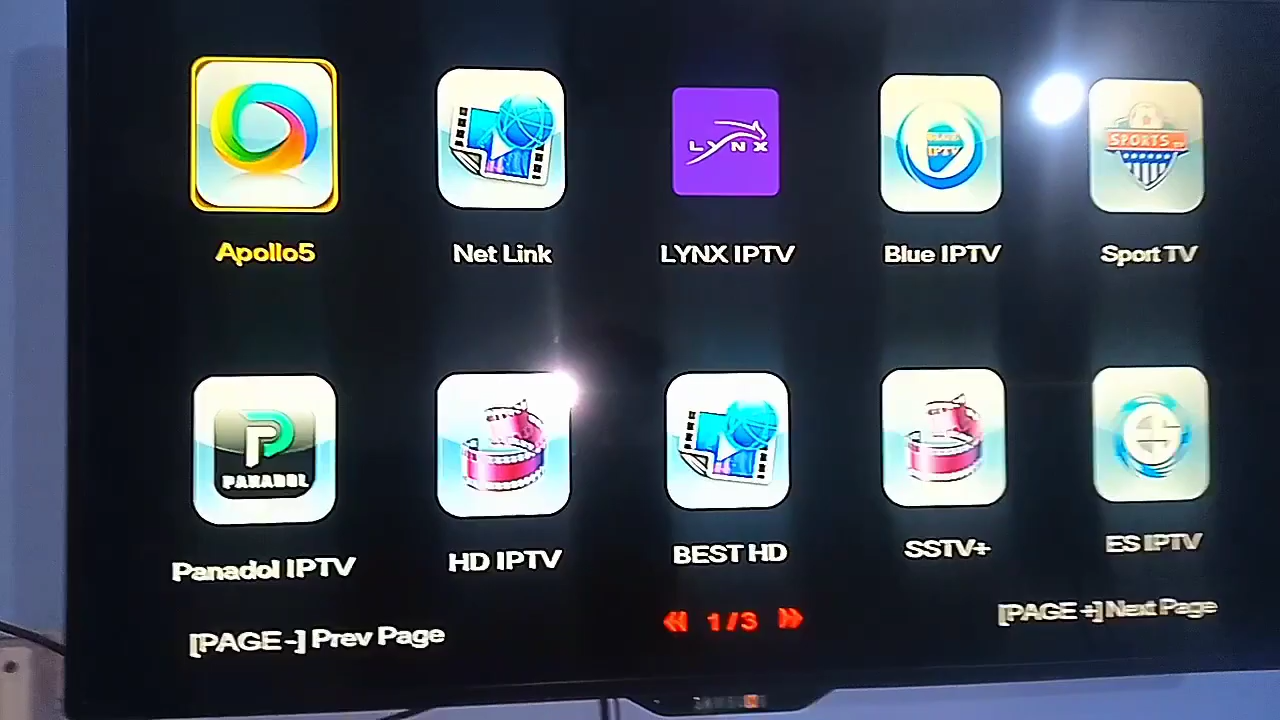 LYNX
IPTV
SPORTS
Apollo5
Net Link
LYNX IPTV
Blue IPTV
Sport TV
PANADOL
Panadol IPTV
HD IPTV
BEST HD
SSTV+
ES IPTV
[PAGE -] Prev Page
1/3
[PAGE +] Next Page